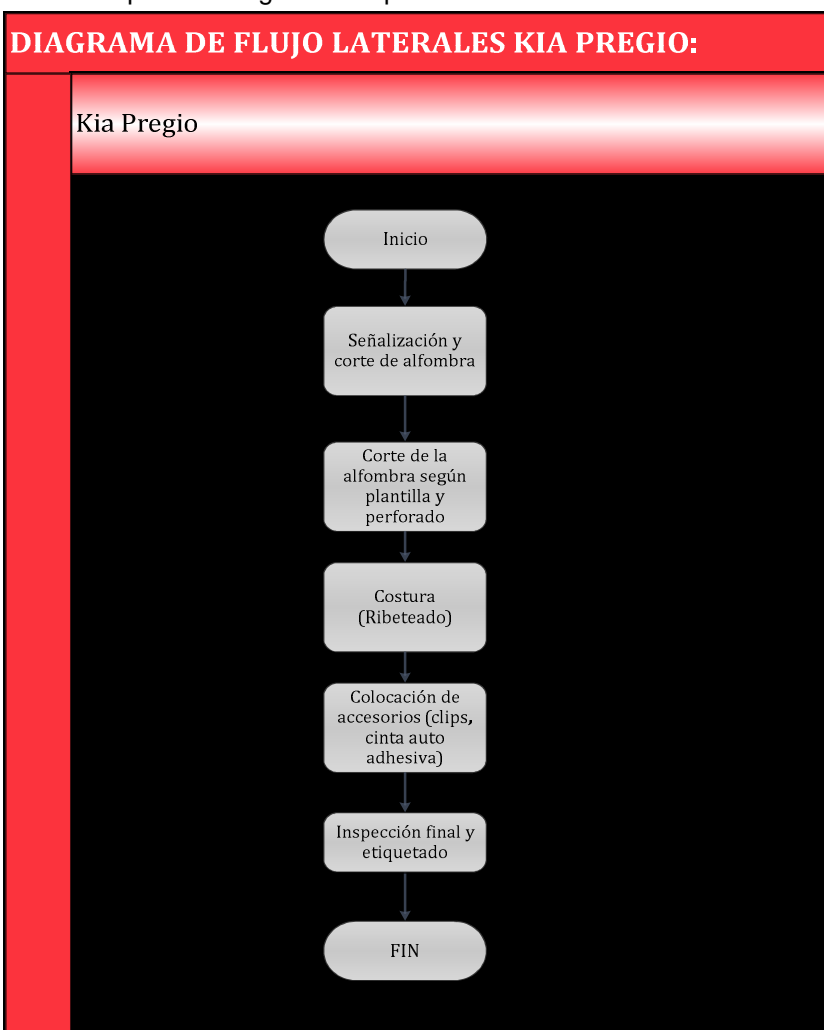 DIAGRAMA DE FLUJO LATERALES KIA PREGIO:
Kia Pregio
Inicio
Señalización y
corte de alfombra
Corte de la
alfombra según
plantilla y
perforado
Costura
(Ribeteado)
Colocación de
accesorios (clips,
cinta auto
adhesiva)
Inspección final y
etiquetado
FIN